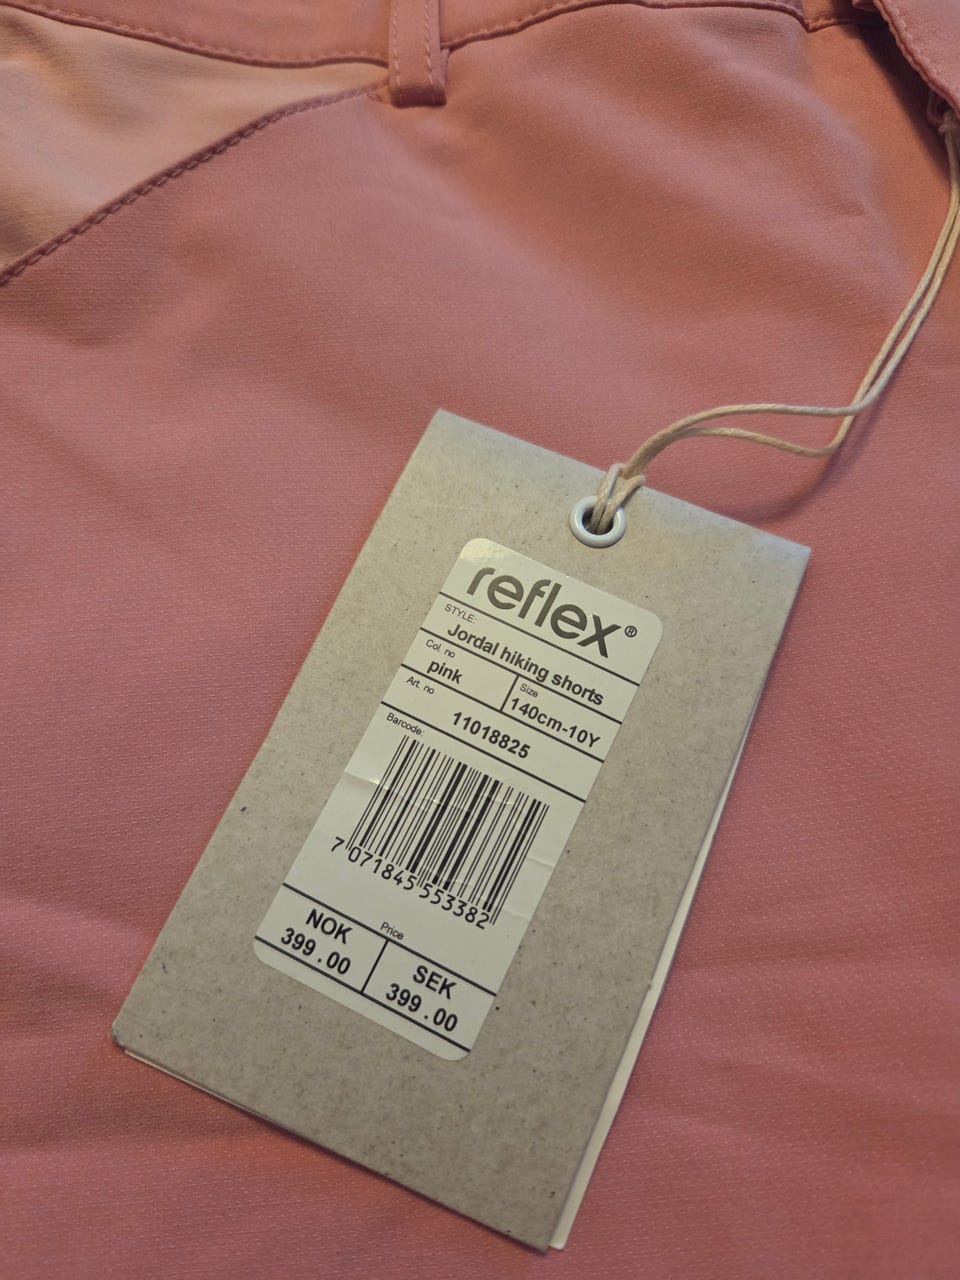 reflex®
STYLE:
Jordal hiking shorts
Col. no
pink
Size
140cm-10Y
Art. no
11018825
Barcode:
7 071845 553382
Price
NOK
399.00
SEK
399.00